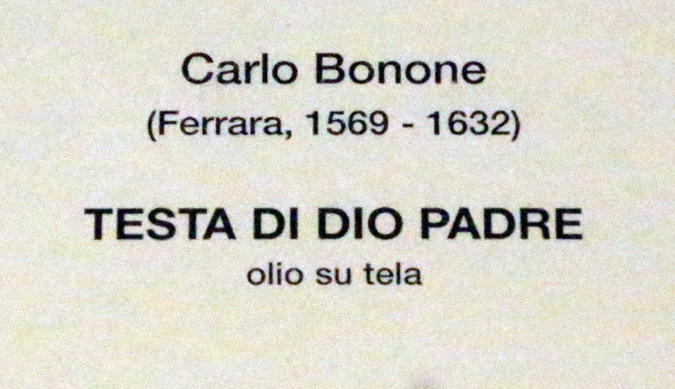 Carlo Bonone
(Ferrara, 1569 - 1632)
TESTA DI DIO PADRE
olio su tela